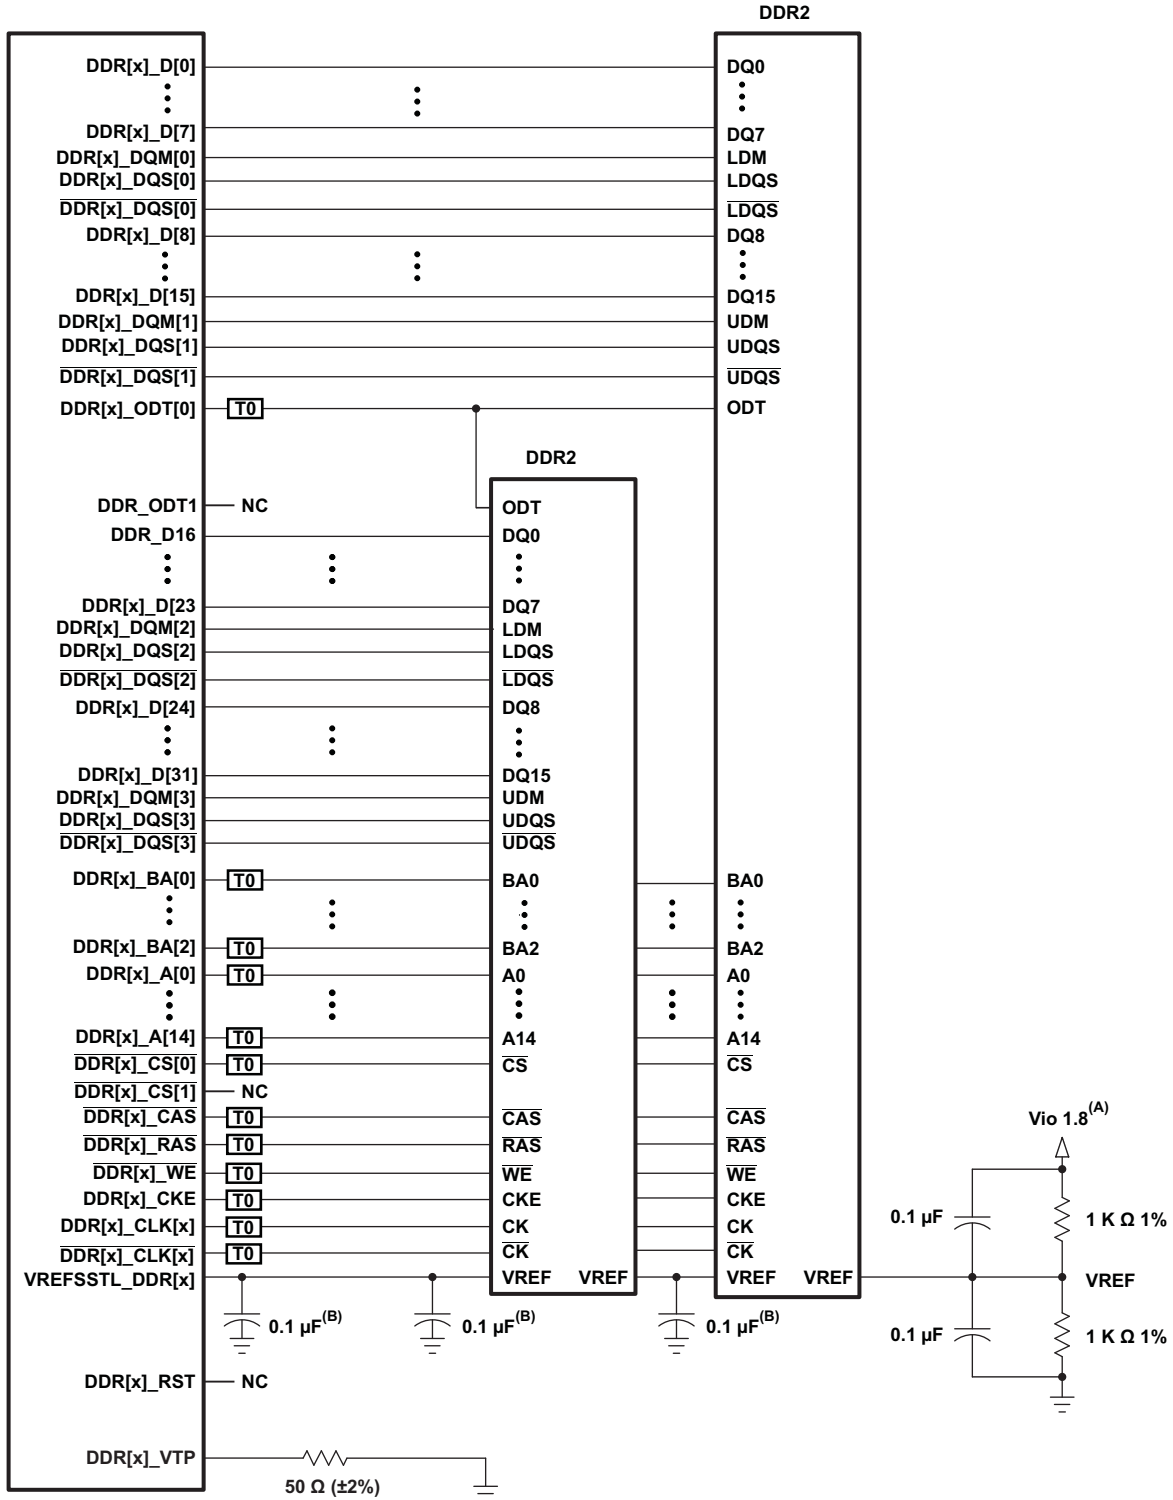 DDR2
DDR[x]_D[0] DQ0
DDR[x]_D[7] DQ7
DDR[x]_DQM[0] LDM
DDR[x]_DQS[0] LDQS
DDR[x]_DQS[0] LDQS
DDR[x]_D[8] DQ8
DDR[x]_D[15] DQ15
DDR[x]_DQM[1] UDM
DDR[x]_DQS[1] UDQS
DDR[x]_DQS[1] UDQS
DDR[x]_ODT[0] T0 ODT
DDR2
DDR_ODT1 NC ODT
DDR_D16 DQ0
DDR[x]_D[23 DQ7
DDR[x]_DQM[2] LDM
DDR[x]_DQS[2] LDQS
DDR[x]_DQS[2] LDQS
DDR[x]_D[24] DQ8
DDR[x]_D[31] DQ15
DDR[x]_DQM[3] UDM
DDR[x]_DQS[3] UDQS
DDR[x]_DQS[3] UDQS
DDR[x]_BA[0] T0 BA0 BA0
DDR[x]_BA[2] T0 BA2 BA2
DDR[x]_A[0] T0 A0 A0
DDR[x]_A[14] T0 A14 A14
DDR[x]_CS[0] T0 CS CS
DDR[x]_CS[1] NC
DDR[x]_CAS T0 CAS CAS
Vio 1.8(A)
DDR[x]_RAS T0 RAS RAS
DDR[x]_WE T0 WE WE
DDR[x]_CKE T0 CKE CKE
0.1 µF 1 K Ω 1%
DDR[x]_CLK[x] T0 CK CK
DDR[x]_CLK[x] T0 CK CK
VREFSSTL_DDR[x] VREF VREF VREF VREF VREF
0.1 µF(B) 0.1 µF(B) 0.1 µF(B) 0.1 µF 1 K Ω 1%
DDR[x]_RST NC
DDR[x]_VTP
50 Ω (±2%)